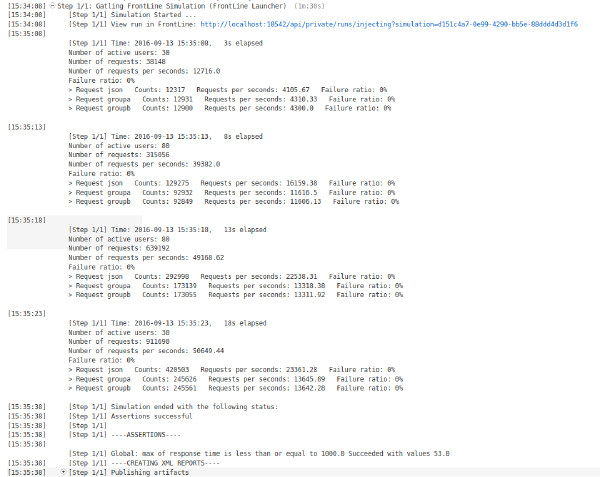 [15:34:08] Step 1/1: Gatling FrontLine Simulation (FrontLine Launcher) (1m:30s)
[15:34:08] [Step 1/1] Simulation Started ...
[15:34:08] [Step 1/1] View run in FrontLine: http://localhost:10542/api/private/runs/injecting?simulation=d151c4a7-0e99-4290-bb5e-88ddd4d3d1f6
[15:35:08]
[Step 1/1] Time: 2016-09-13 15:35:08, 3s elapsed
Number of active users: 30
Number of requests: 38148
Number of requests per seconds: 12716.0
Failure ratio: 0%
> Request json Counts: 12317 Requests per seconds: 4105.67 Failure ratio: 0%
> Request groupa Counts: 12931 Requests per seconds: 4310.33 Failure ratio: 0%
> Request groupb Counts: 12900 Requests per seconds: 4300.0 Failure ratio: 0%
[15:35:13]
[Step 1/1] Time: 2016-09-13 15:35:13, 8s elapsed
Number of active users: 80
Number of requests: 315056
Number of requests per seconds: 39382.0
Failure ratio: 0%
> Request json Counts: 129275 Requests per seconds: 16159.38 Failure ratio: 0%
> Request groupa Counts: 92932 Requests per seconds: 11616.5 Failure ratio: 0%
> Request groupb Counts: 92849 Requests per seconds: 11606.13 Failure ratio: 0%
[15:35:18]
[Step 1/1] Time: 2016-09-13 15:35:18, 13s elapsed
Number of active users: 80
Number of requests: 639192
Number of requests per seconds: 49168.62
Failure ratio: 0%
> Request json Counts: 292998 Requests per seconds: 22538.31 Failure ratio: 0%
> Request groupa Counts: 173139 Requests per seconds: 13318.38 Failure ratio: 0%
> Request groupb Counts: 173055 Requests per seconds: 13311.92 Failure ratio: 0%
[15:35:23]
[Step 1/1] Time: 2016-09-13 15:35:23, 18s elapsed
Number of active users: 30
Number of requests: 911690
Number of requests per seconds: 50649.44
Failure ratio: 0%
> Request json Counts: 420503 Requests per seconds: 23361.28 Failure ratio: 0%
> Request groupa Counts: 245626 Requests per seconds: 13645.89 Failure ratio: 0%
> Request groupb Counts: 245561 Requests per seconds: 13642.28 Failure ratio: 0%
[15:35:38] [Step 1/1] Simulation ended with the following status:
[15:35:38] [Step 1/1] Assertions successful
[15:35:38] [Step 1/1]
[15:35:38] [Step 1/1] ----ASSERTIONS----
[15:35:38]
[Step 1/1] Global: max of response time is less than or equal to 1000.0 Succeeded with values 53.0
[15:35:38] [Step 1/1] ----CREATING XML REPORTS----
[15:35:38] [Step 1/1] Publishing artifacts